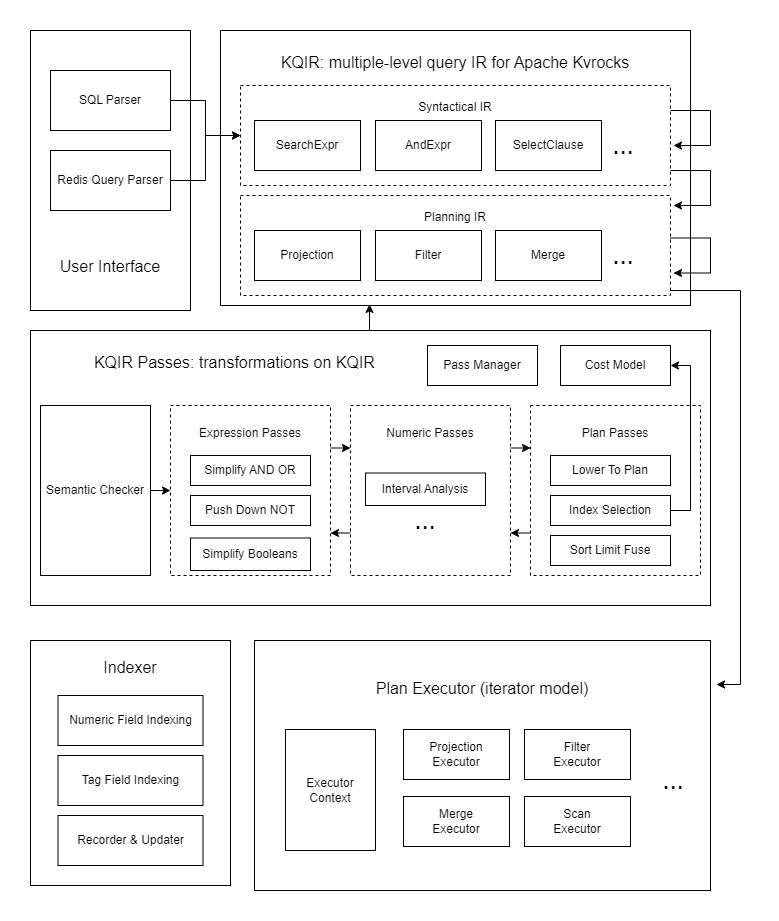 KQIR: multiple-level query IR for Apache Kvrocks
SQL Parser
Redis Query Parser
User Interface
Syntactical IR
SearchExpr
AndExpr
SelectClause
...
Planning IR
Projection
Filter
Merge
...
KQIR Passes: transformations on KQIR
Pass Manager
Cost Model
Semantic Checker
Expression Passes
Simplify AND OR
Push Down NOT
Simplify Booleans
Numeric Passes
Interval Analysis
...
Plan Passes
Lower To Plan
Index Selection
Sort Limit Fuse
Indexer
Numeric Field Indexing
Tag Field Indexing
Recorder & Updater
Plan Executor (iterator model)
Executor
Context
Projection
Executor
Filter
Executor
Merge
Executor
Scan
Executor
...